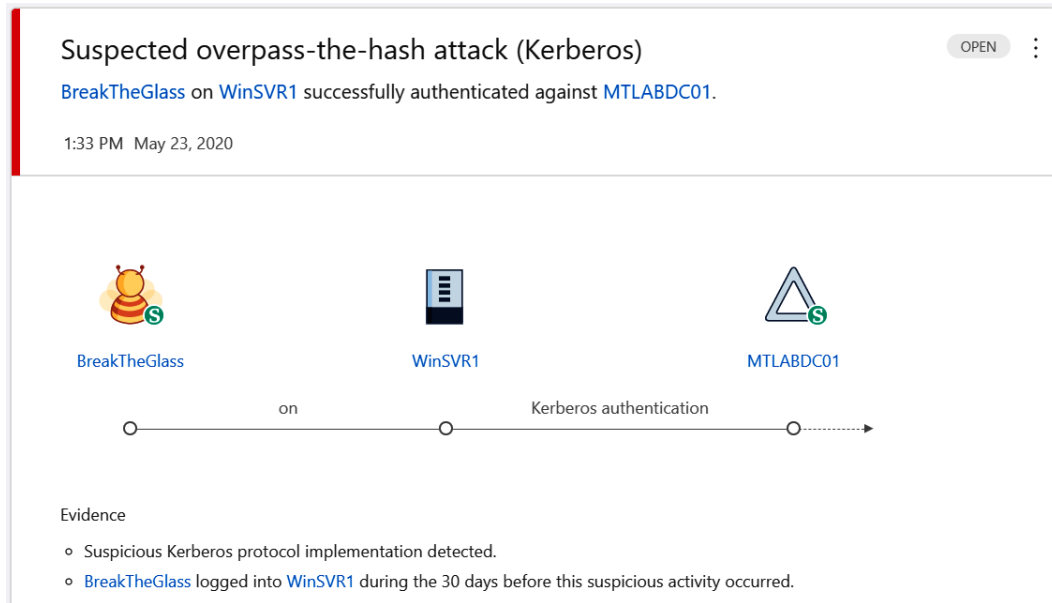 Suspected overpass-the-hash attack (Kerberos)
OPEN
BreakTheGlass on WinSVR1 successfully authenticated against MTLABDC01.
1:33 PM May 23, 2020
S
S
BreakTheGlass
WinSVR1
MTLABDC01
on
Kerberos authentication
Evidence
Suspicious Kerberos protocol implementation detected.
BreakTheGlass logged into WinSVR1 during the 30 days before this suspicious activity occurred.